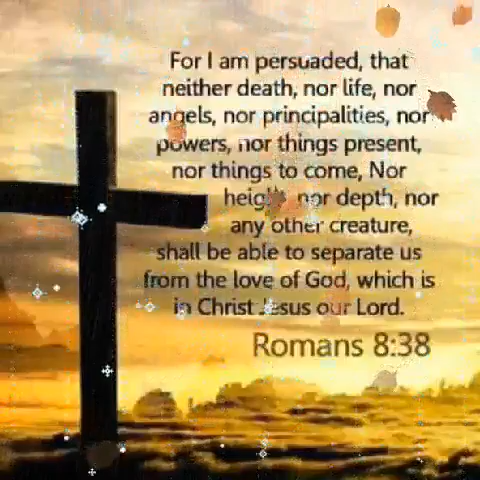 For I am persuaded, that
neither death, nor life, nor
angels, nor principalities, nor
powers, nor things present,
nor things to come, Nor
height nor depth, nor
any other creature,
shall be able to separate us
from the love of God, which is
in Christ Jesus our Lord.
Romans 8:38